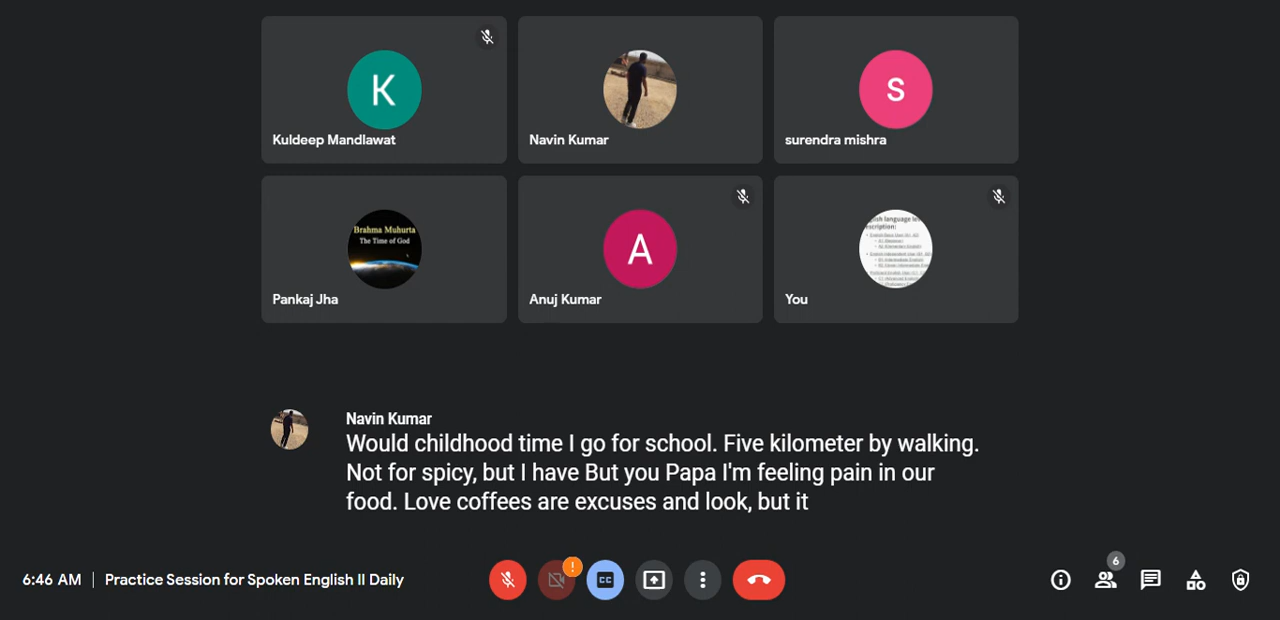 K
Kuldeep Mandlawat
Navin Kumar
S
surendra mishra
Brahma Muhurta
The Time of God
Pankaj Jha
A
Anuj Kumar
You
Navin Kumar
Would childhood time I go for school. Five kilometer by walking.
Not for spicy, but I have But you Papa I'm feeling pain in our
food. Love coffees are excuses and look, but it
6:46 AM | Practice Session for Spoken English II Daily
!
CC
6